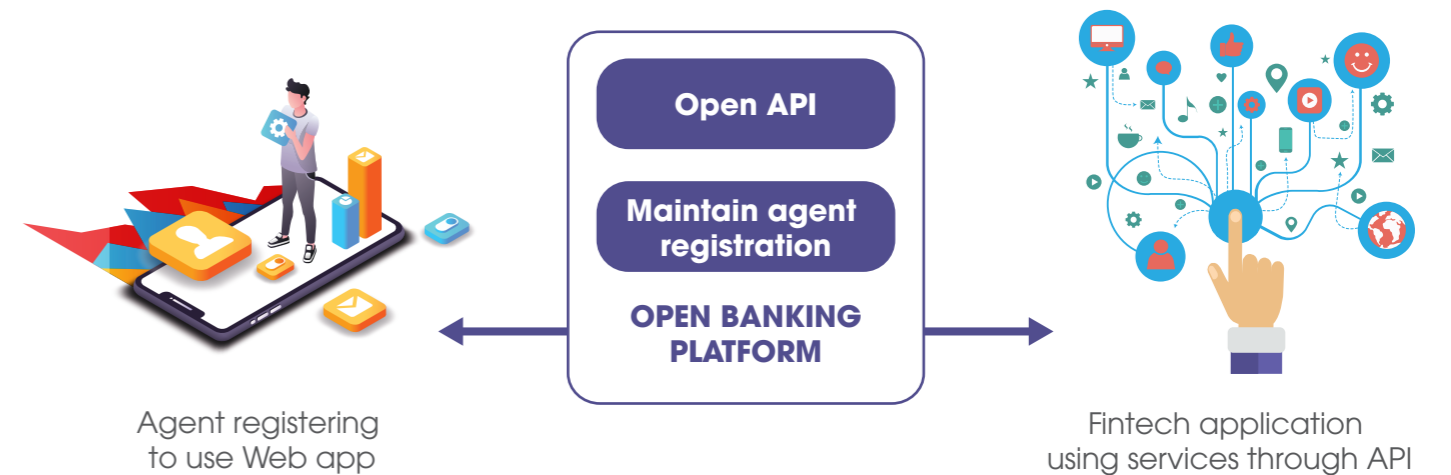 Open API
Maintain agent
registration
OPEN BANKING
PLATFORM
Agent registering
to use Web app
Fintech application
using services through API